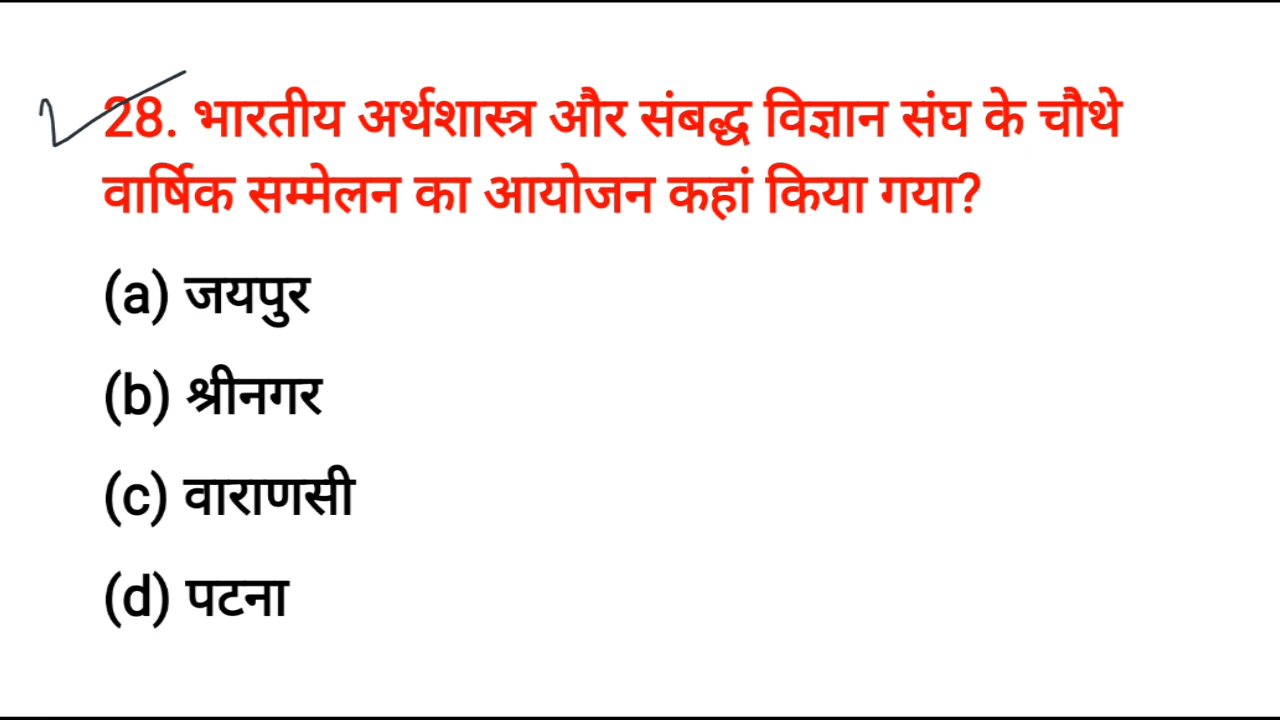 28. भारतीय अर्थशास्त्र और संबद्ध विज्ञान संघ के चौथे
वार्षिक सम्मेलन का आयोजन कहां किया गया?
(a) जयपुर
(b) श्रीनगर
(c) वाराणसी
(d) पटना